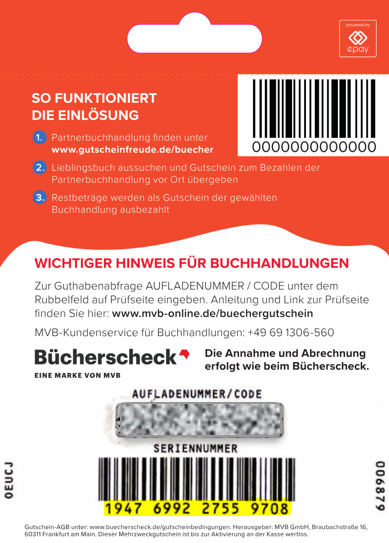 powered by
epay
SO FUNKTIONIERT
DIE EINLÖSUNG
0000000000000
1. Partnerbuchhandlung finden unter
www.gutscheinfreude.de/buecher
2. Lieblingsbuch aussuchen und Gutschein zum Bezahlen der
Partnerbuchhandlung vor Ort übergeben
3. Restbeträge werden als Gutschein der gewählten
Buchhandlung ausbezahlt
WICHTIGER HINWEIS FÜR BUCHHANDLUNGEN
Zur Guthabenabfrage AUFLADENUMMER / CODE unter dem
Rubbelfeld auf Prüfseite eingeben. Anleitung und Link zur Prüfseite
finden Sie hier: www.mvb-online.de/buechergutschein
MVB-Kundenservice für Buchhandlungen: +49 69 1306-560
Bücherscheck
EINE MARKE VON MVB
Die Annahme und Abrechnung
erfolgt wie beim Bücherscheck.
AUFLADENUMMER/CODE
SERIENNUMMER
1947 6992 2755 9708
0EUCJ
006879
Gutschein-AGB unter: www.buecherscheck.de/gutscheinbedingungen. Herausgeber: MVB GmbH, Braubachstraße 16,
60311 Frankfurt am Main. Dieser Mehrzweckgutschein ist bis zur Aktivierung an der Kasse wertlos.